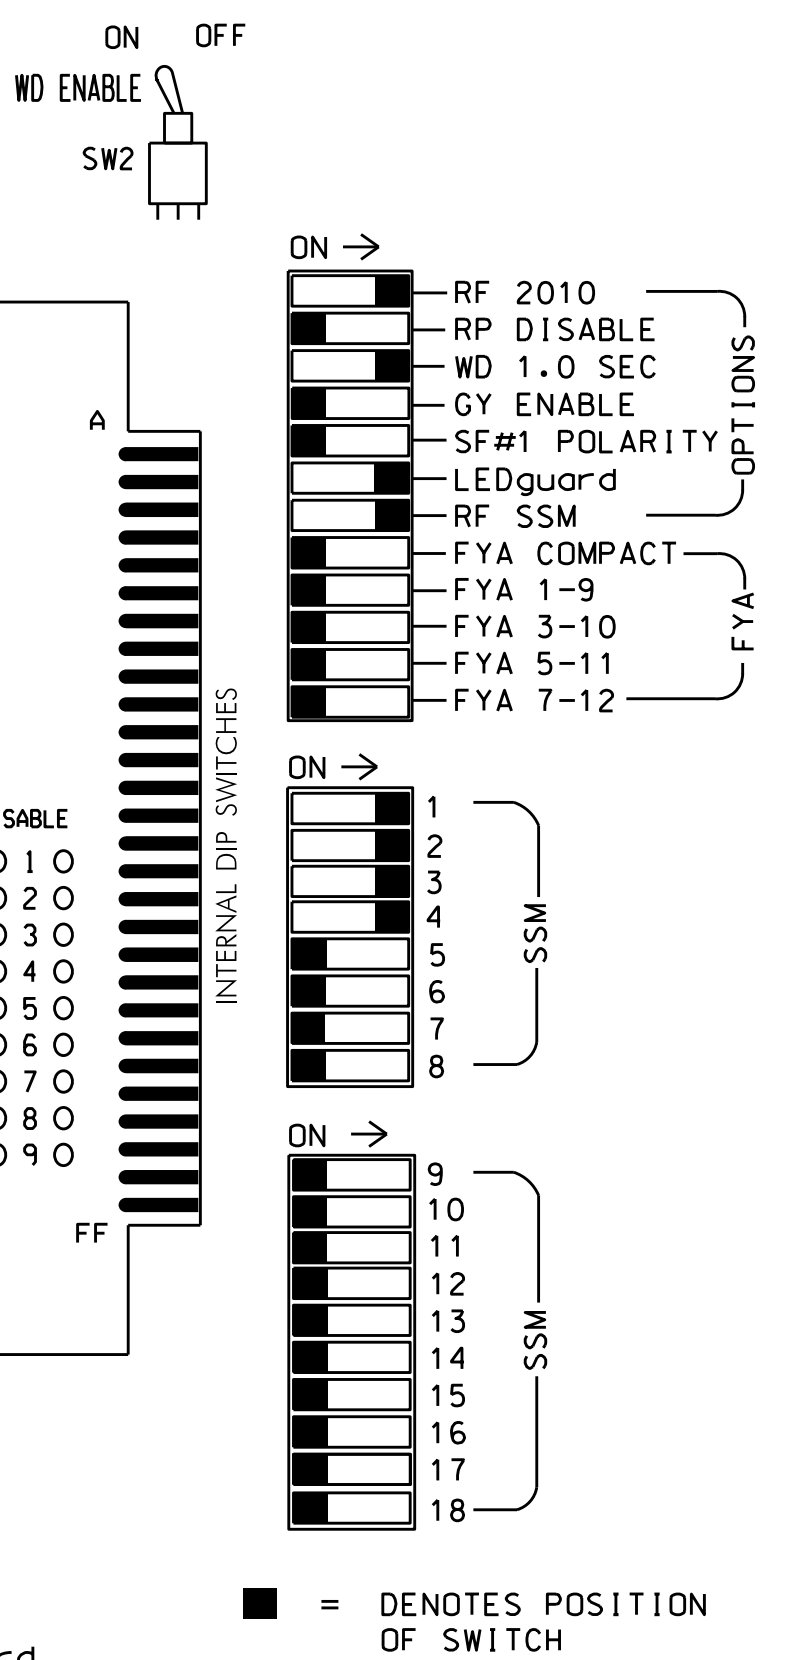 ON OFF
WD ENABLE
SW2
ON →
RF 2010
RP DISABLE
WD 1.0 SEC
GY ENABLE
SF#1 POLARITY
LEDguard
RF SSM
OPTIONS
FYA COMPACT
FYA 1-9
FYA 3-10
FYA 5-11
FYA 7-12
FYA
A
FF
INTERNAL DIP SWITCHES
SABLE
1
2
3
4
5
6
7
8
9
ON →
1
2
3
4
5
6
7
8
SSM
ON →
9
10
11
12
13
14
15
16
17
18
SSM
= DENOTES POSITION
OF SWITCH